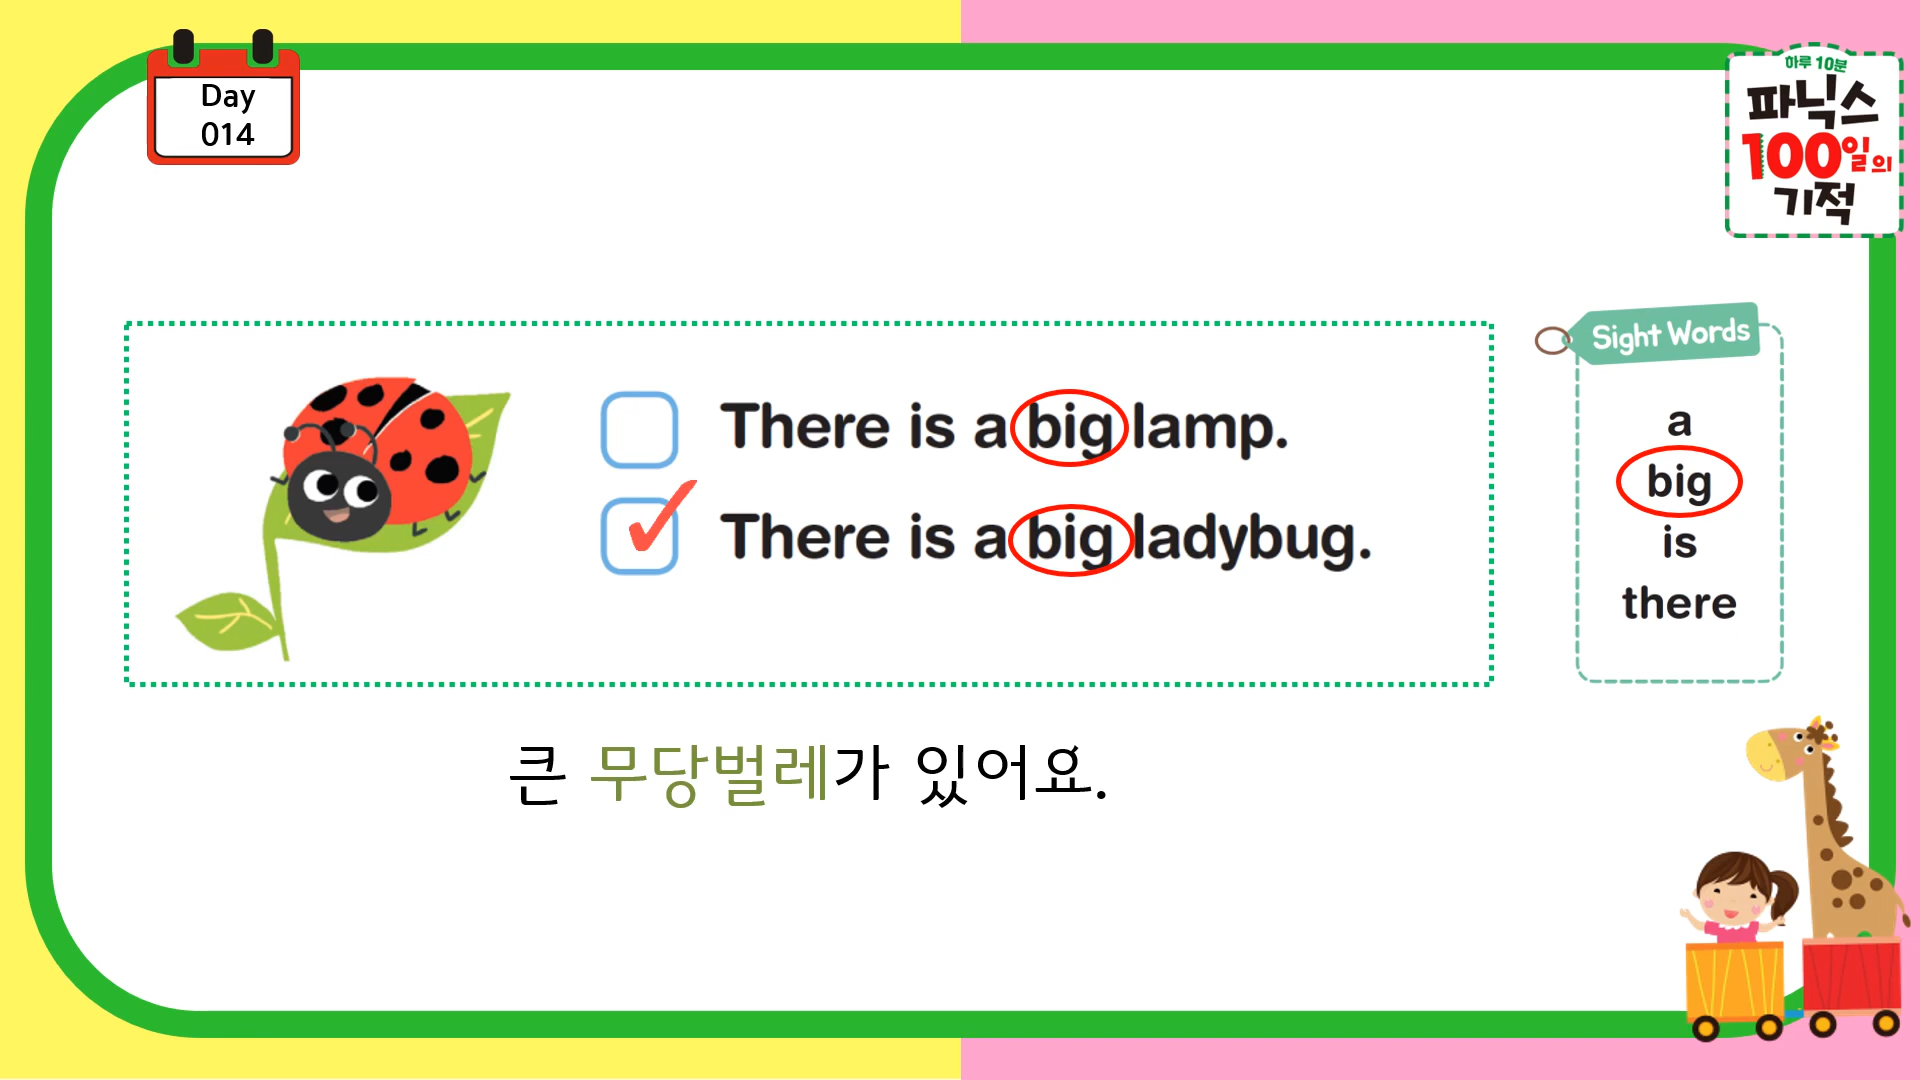 Day
014
하루 10분
파닉스
100일의
기적
There is a big lamp.
There is a big ladybug.
Sight Words
a
big
is
there
큰 무당벌레가 있어요.